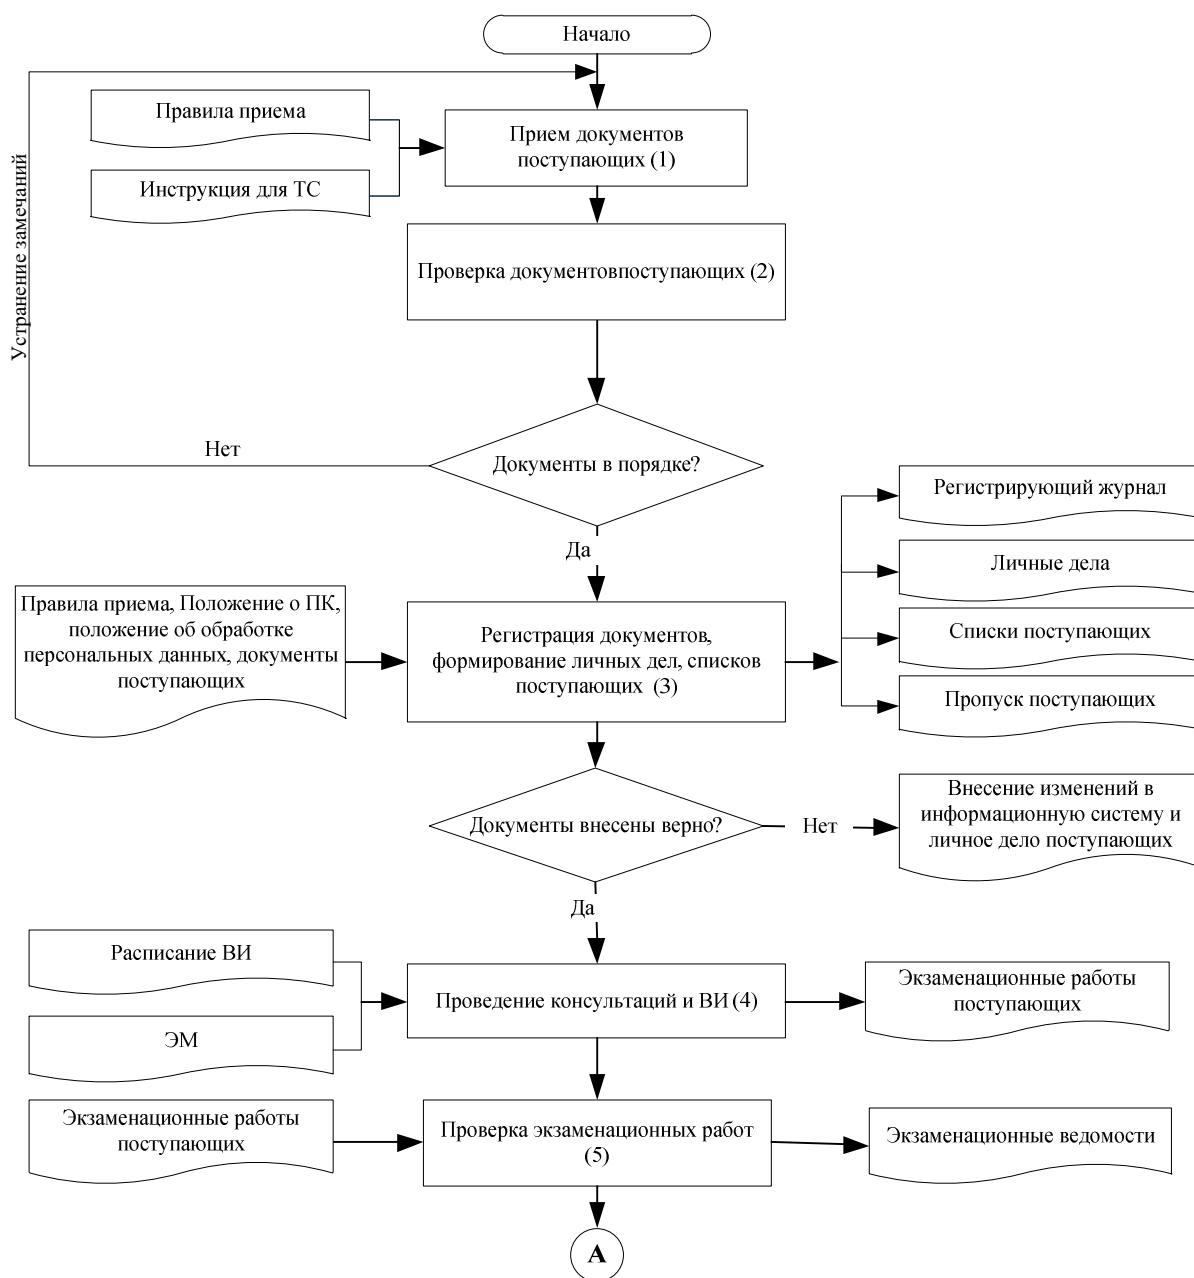 Начало
Правила приема
Прием документов
поступающих (1)
Инструкция для ТС
Устранение замечаний
Проверка документовпоступающих (2)
Нет
Документы в порядке?
Регистрирующий журнал
Да
Личные дела
Правила приема, Положение о ПК,
положение об обработке
персональных данных, документы
поступающих
Регистрация документов,
формирование личных дел, списков
поступающих (3)
Списки поступающих
Пропуск поступающих
Документы внесены верно?
Нет
Внесение изменений в
информационную систему и
личное дело поступающих
Да
Расписание ВИ
ЭМ
Проведение консультаций и ВИ (4)
Экзаменационные работы
поступающих
Экзаменационные работы
поступающих
Проверка экзаменационных работ
(5)
Экзаменационные ведомости
А